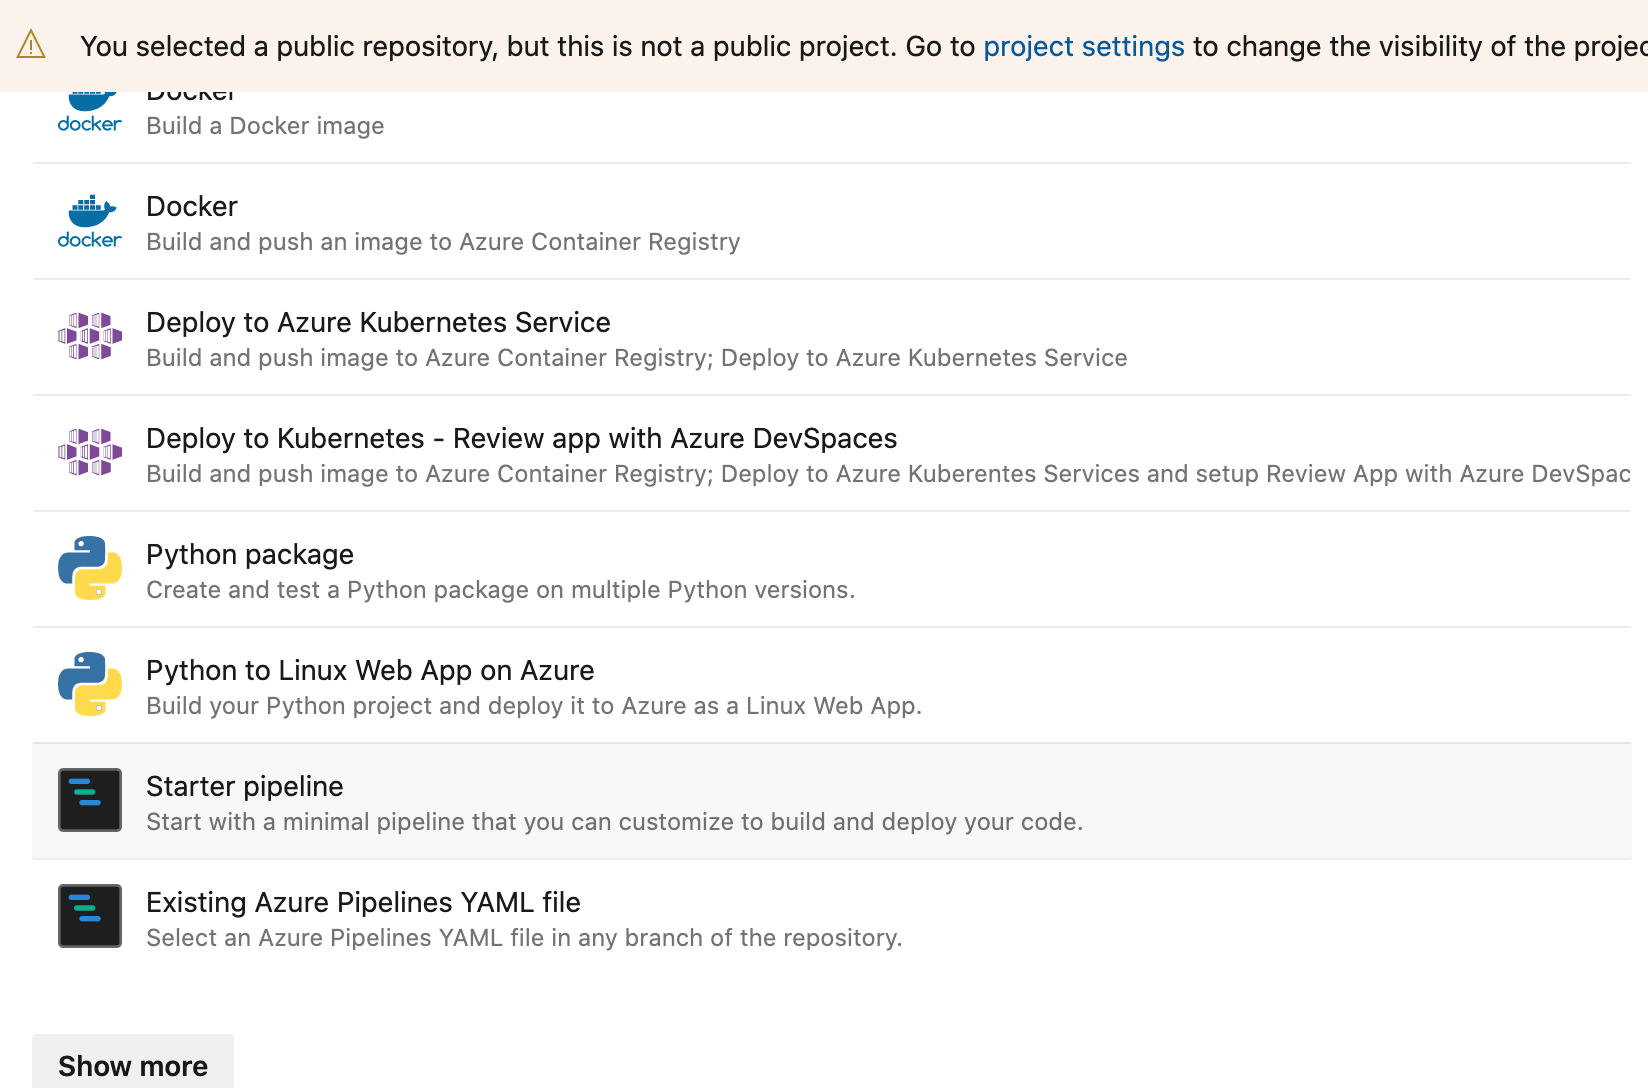 You selected a public repository, but this is not a public project. Go to project settings to change the visibility of the projec
Docker
docker
Build a Docker image
Docker
docker
Build and push an image to Azure Container Registry
Deploy to Azure Kubernetes Service
Build and push image to Azure Container Registry; Deploy to Azure Kubernetes Service
Deploy to Kubernetes - Review app with Azure DevSpaces
Build and push image to Azure Container Registry; Deploy to Azure Kuberentes Services and setup Review App with Azure DevSpac
Python package
Create and test a Python package on multiple Python versions.
Python to Linux Web App on Azure
Build your Python project and deploy it to Azure as a Linux Web App.
Starter pipeline
Start with a minimal pipeline that you can customize to build and deploy your code.
Existing Azure Pipelines YAML file
Select an Azure Pipelines YAML file in any branch of the repository.
Show more